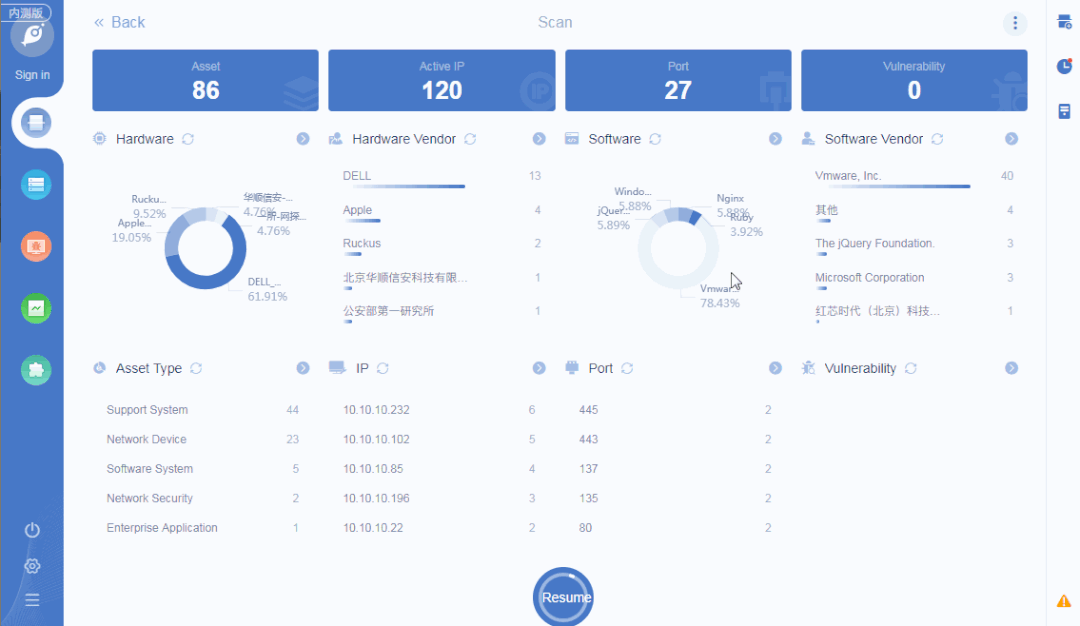 内测版
Sign in
« Back
Scan
Asset
86
Active IP
120
Port
27
Vulnerability
0
Hardware
Rucku...
9.52%
Apple...
19.05%
华顺信安-...
4.76%
一所-网探...
4.76%
DELL_...
61.91%
Hardware Vendor
DELL 13
Apple 4
Ruckus 2
北京华顺信安科技有限... 1
公安部第一研究所 1
Software
Windo...
5.88%
jQuer...
5.89%
Nginx
5.88%
Ruby
3.92%
Vmwar...
78.43%
Software Vendor
Vmware, Inc. 40
其他 4
The jQuery Foundation. 3
Microsoft Corporation 3
红芯时代（北京）科技... 1
Asset Type
Support System 44
Network Device 23
Software System 5
Network Security 2
Enterprise Application 1
IP
10.10.10.232 6
10.10.10.102 5
10.10.10.85 4
10.10.10.196 3
10.10.10.22 2
Port
445 2
443 2
137 2
135 2
80 2
Vulnerability
Resume